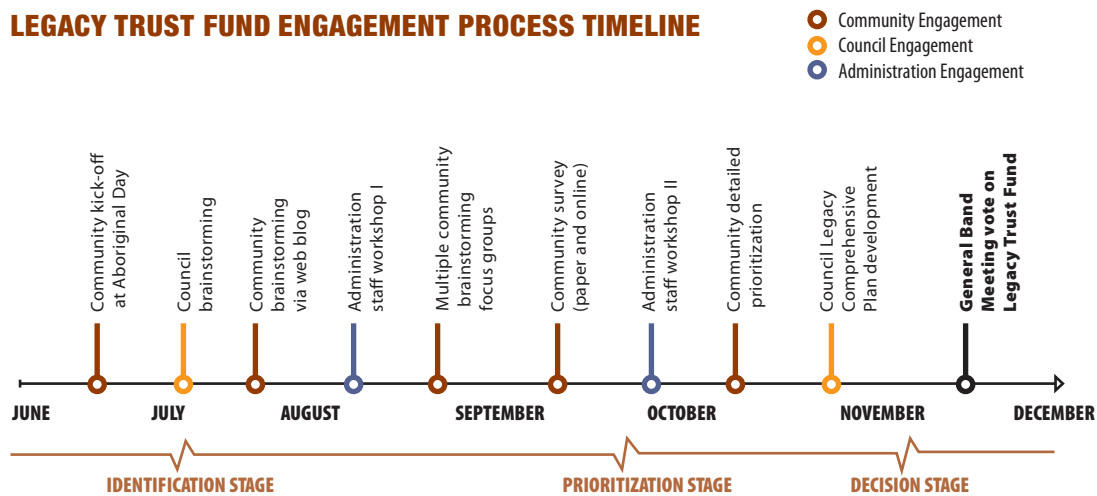 LEGACY TRUST FUND ENGAGEMENT PROCESS TIMELINE
Community Engagement
Council Engagement
Administration Engagement
Community kick-off
at Aboriginal Day
Council
brainstorming
Community
brainstorming
via web blog
Administration
staff workshop I
Multiple community
brainstorming
focus groups
Community survey
(paper and online)
Administration
staff workshop II
Community detailed
prioritization
Council Legacy
Comprehensive
Plan development
General Band
Meeting vote on
Legacy Trust Fund
JUNE
JULY
AUGUST
SEPTEMBER
OCTOBER
NOVEMBER
DECEMBER
IDENTIFICATION STAGE
PRIORITIZATION STAGE
DECISION STAGE